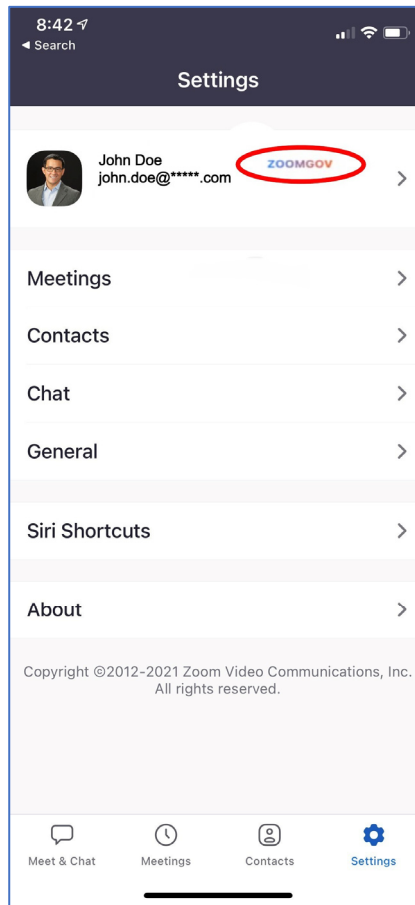 8:42
◀ Search
Settings
John Doe
ZOOMGOV
john.doe@*****.com
Meetings
Contacts
Chat
General
Siri Shortcuts
About
Copyright ©2012-2021 Zoom Video Communications, Inc.
All rights reserved.
Meet & Chat Meetings Contacts Settings